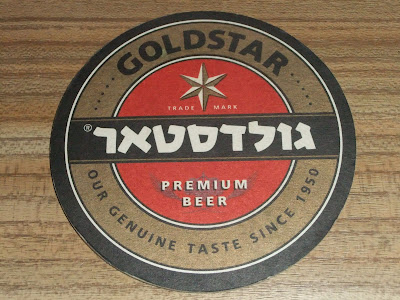 GOLDSTAR
TRADE MARK
גולדסטאר®
PREMIUM
BEER
OUR GENUINE TASTE SINCE 1950